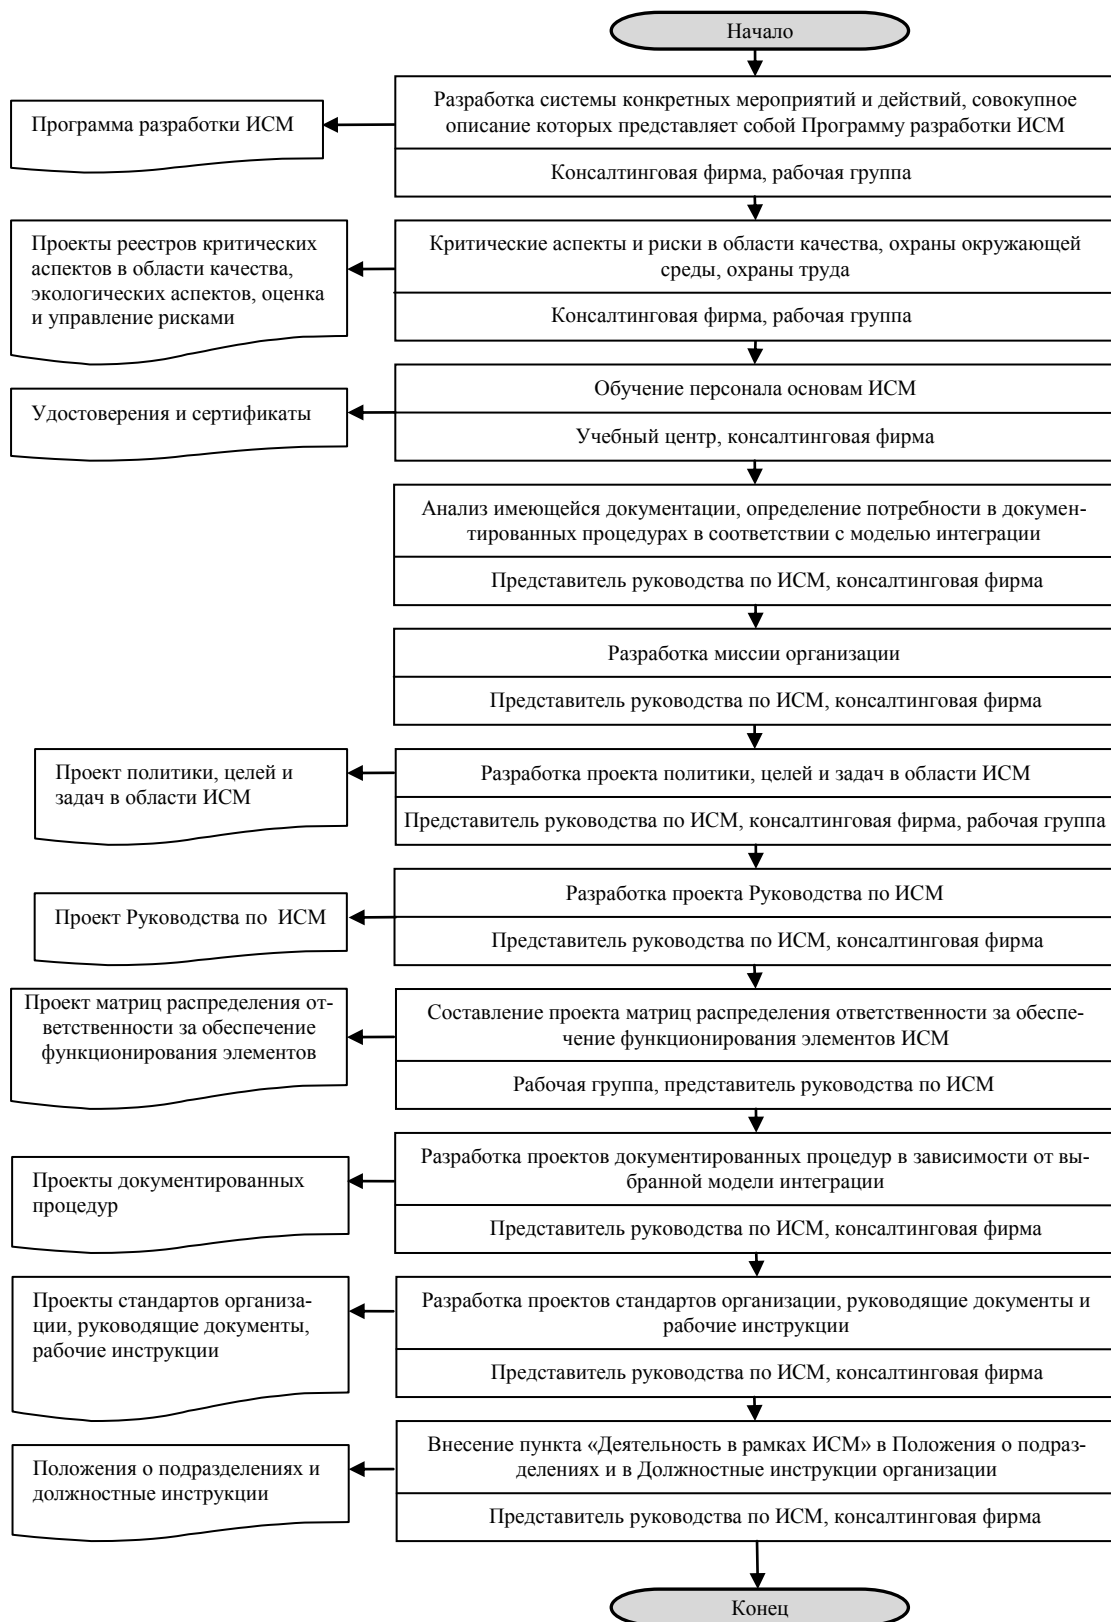 Начало
Разработка системы конкретных мероприятий и действий, совокупное
описание которых представляет собой Программу разработки ИСМ
Программа разработки ИСМ
Консалтинговая фирма, рабочая группа
Проекты реестров критических
аспектов в области качества,
экологических аспектов, оценка
и управление рисками
Критические аспекты и риски в области качества, охраны окружающей
среды, охраны труда
Консалтинговая фирма, рабочая группа
Обучение персонала основам ИСМ
Удостоверения и сертификаты
Учебный центр, консалтинговая фирма
Анализ имеющейся документации, определение потребности в докумен-
тированных процедурах в соответствии с моделью интеграции
Представитель руководства по ИСМ, консалтинговая фирма
Разработка миссии организации
Представитель руководства по ИСМ, консалтинговая фирма
Проект политики, целей и
задач в области ИСМ
Разработка проекта политики, целей и задач в области ИСМ
Представитель руководства по ИСМ, консалтинговая фирма, рабочая группа
Разработка проекта Руководства по ИСМ
Проект Руководства по ИСМ
Представитель руководства по ИСМ, консалтинговая фирма
Проект матриц распределения от-
ветственности за обеспечение
функционирования элементов
Составление проекта матриц распределения ответственности за обеспе-
чение функционирования элементов ИСМ
Рабочая группа, представитель руководства по ИСМ
Разработка проектов документированных процедур в зависимости от вы-
бранной модели интеграции
Проекты документированных
процедур
Представитель руководства по ИСМ, консалтинговая фирма
Проекты стандартов организа-
ции, руководящие документы,
рабочие инструкции
Разработка проектов стандартов организации, руководящие документы и
рабочие инструкции
Представитель руководства по ИСМ, консалтинговая фирма
Внесение пункта «Деятельность в рамках ИСМ» в Положения о подраз-
делениях и в Должностные инструкции организации
Положения о подразделениях и
должностные инструкции
Представитель руководства по ИСМ, консалтинговая фирма
Конец